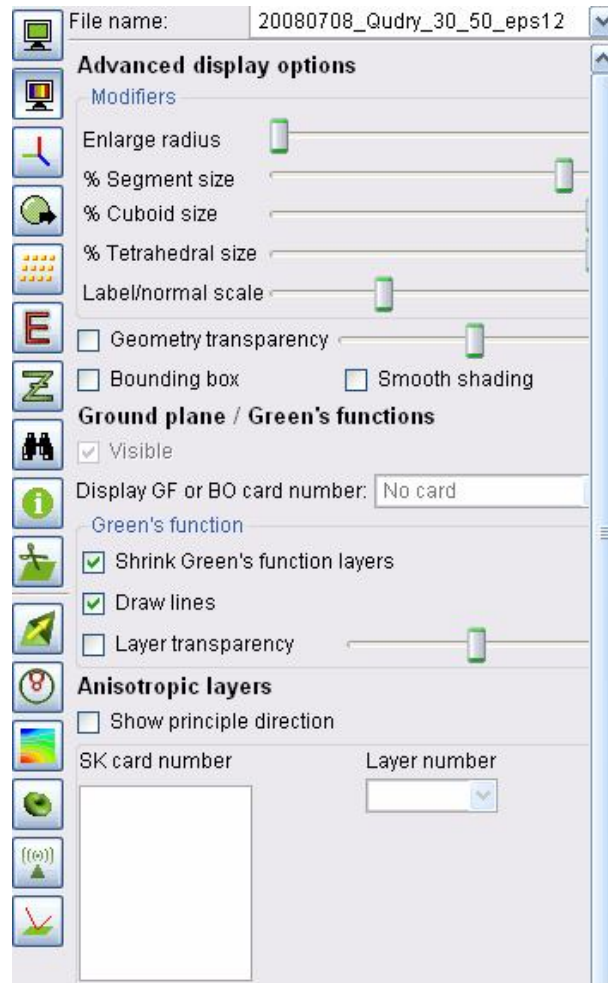 File name: 20080708_Qudry_30_50_eps12
Advanced display options
Modifiers
Enlarge radius
% Segment size
% Cuboid size
% Tetrahedral size
Label/normal scale
Geometry transparency
Bounding box Smooth shading
Ground plane / Green's functions
Visible
Display GF or BO card number: No card
Green's function
Shrink Green's function layers
Draw lines
Layer transparency
Anisotropic layers
Show principle direction
SK card number Layer number
E
Z
i
8
((o))